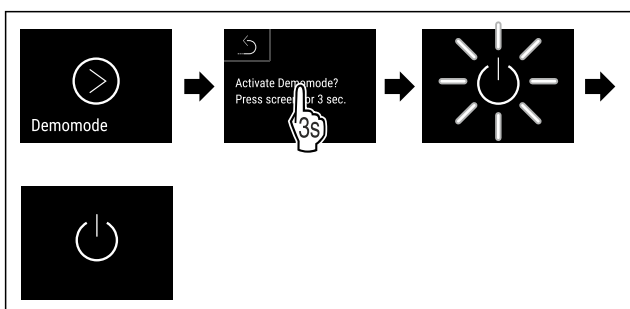 Demomode
Activate Demomode?
Press screen for 3 sec.
3s